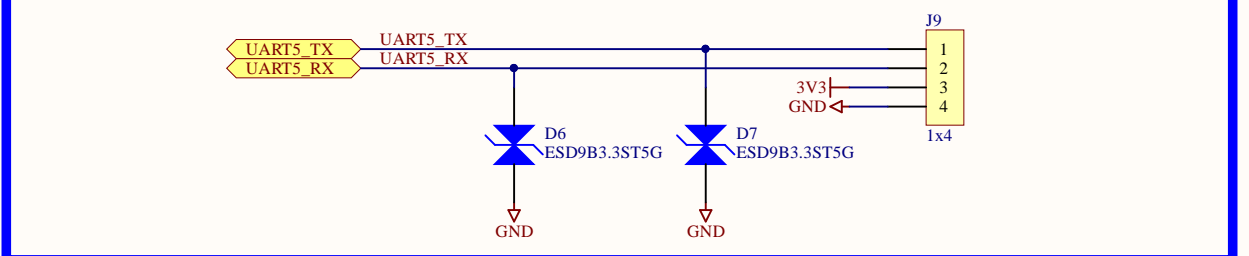 J9
UART5_TX UART5_TX 1
UART5_RX UART5_RX 2
3V3 3
GND 4
1x4
D6
ESD9B3.3ST5G
D7
ESD9B3.3ST5G
GND
GND